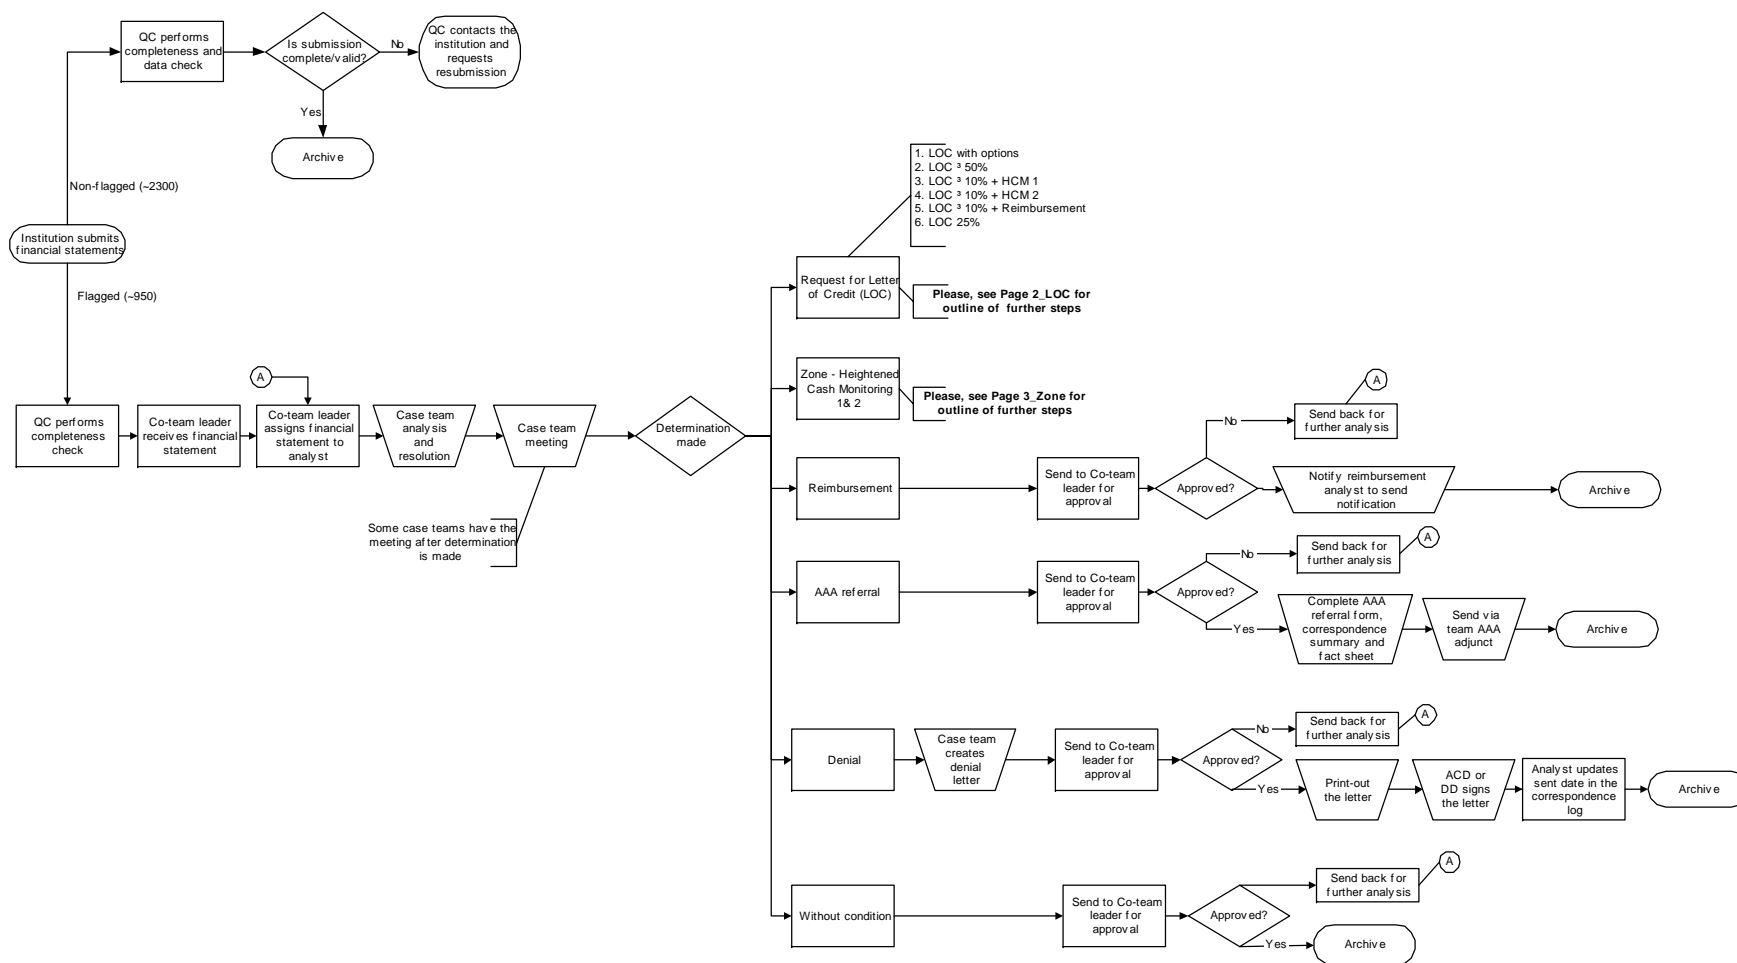 QC performs
completeness and
data check
Is submission
complete/valid?
No
QC contacts the
institution and
requests
resubmission
Yes
Archive
Non-flagged (~2300)
Institution submits
financial statements
Flagged (~950)
1. LOC with options
2. LOC ³ 50%
3. LOC ³ 10% + HCM 1
4. LOC ³ 10% + HCM 2
5. LOC ³ 10% + Reimbursement
6. LOC 25%
Request for Letter
of Credit (LOC)
Please, see Page 2_LOC for
outline of further steps
Zone - Heightened
Cash Monitoring
1& 2
Please, see Page 3_Zone for
outline of further steps
A
QC performs
completeness
check
Co-team leader
receives financial
statement
Co-team leader
assigns financial
statement to
analyst
Case team
analysis
and
resolution
Case team
meeting
Some case teams have the
meeting after determination
is made
Determination
made
Reimbursement
Send to Co-team
leader for
approval
Approved?
No
Send back for
further analysis
A
Notify reimbursement
analyst to send
notification
Archive
AAA referral
Send to Co-team
leader for
approval
Approved?
No
Send back for
further analysis
A
Yes
Complete AAA
referral form,
correspondence
summary and
fact sheet
Send via
team AAA
adjunct
Archive
Denial
Case team
creates
denial
letter
Send to Co-team
leader for
approval
Approved?
No
Send back for
further analysis
A
Yes
Print-out
the letter
ACD or
DD signs
the letter
Analyst updates
sent date in the
correspondence
log
Archive
Without condition
Send to Co-team
leader for
approval
Approved?
Send back for
further analysis
A
Yes
Archive